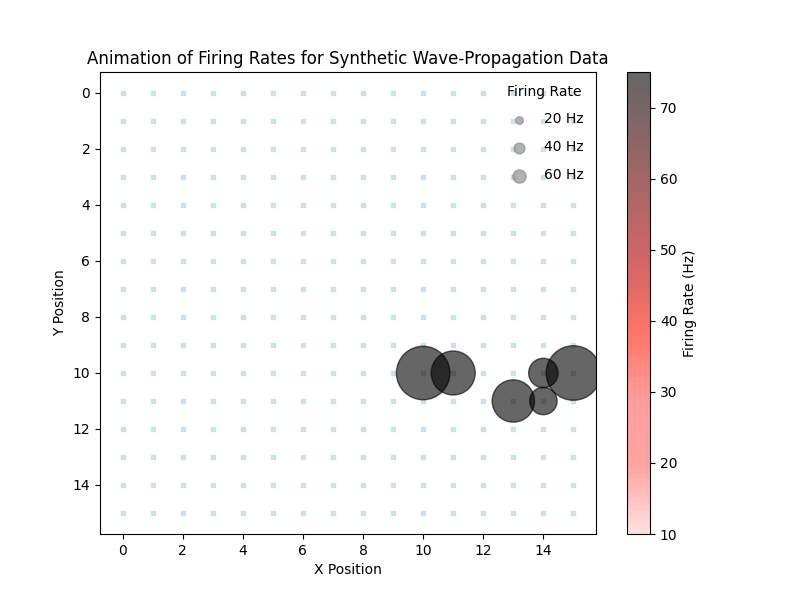 Animation of Firing Rates for Synthetic Wave-Propagation Data
Firing Rate
20 Hz
40 Hz
60 Hz
0
2
4
6
8
10
12
14
Y Position
0 2 4 6 8 10 12 14
X Position
70
60
50
40
30
20
10
Firing Rate (Hz)